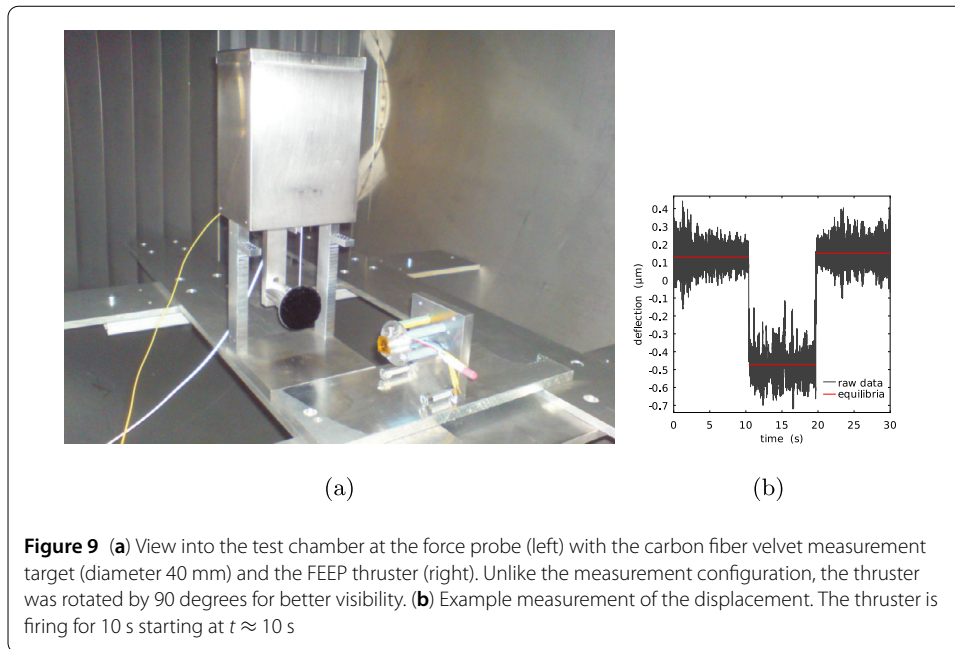 0.4
0.3
0.2
0.1
0
-0.1
-0.2
-0.3
-0.4
-0.5
-0.6
-0.7
deflection (μm)
raw data
equilibria
0 5 10 15 20 25 30
time (s)
(a) (b)
Figure 9 (a) View into the test chamber at the force probe (left) with the carbon fiber velvet measurement
target (diameter 40 mm) and the FEEP thruster (right). Unlike the measurement configuration, the thruster
was rotated by 90 degrees for better visibility. (b) Example measurement of the displacement. The thruster is
firing for 10 s starting at t ≈ 10 s